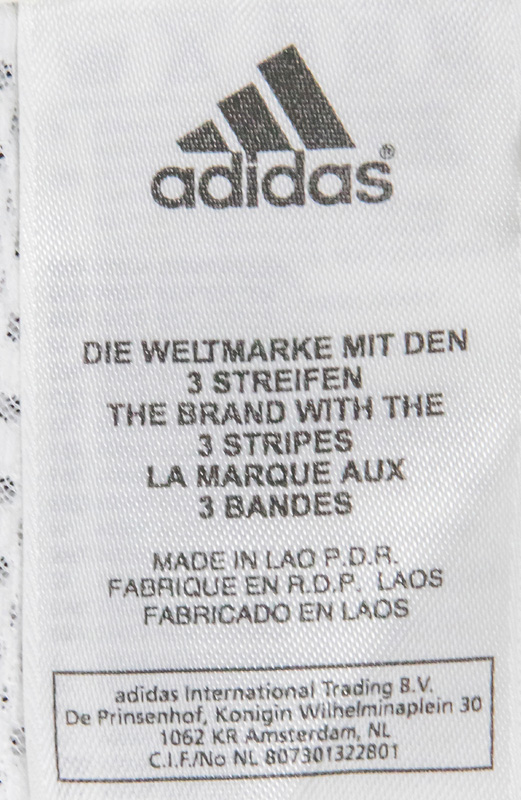 adidas®
DIE WELTMARKE MIT DEN
3 STREIFEN
THE BRAND WITH THE
3 STRIPES
LA MARQUE AUX
3 BANDES
MADE IN LAO P.D.R.
FABRIQUE EN R.D.P. LAOS
FABRICADO EN LAOS
adidas International Trading B.V.
De Prinsenhof, Konigin Wilhelminaplein 30
1062 KR Amsterdam, NL
C.I.F./No NL 807301322801